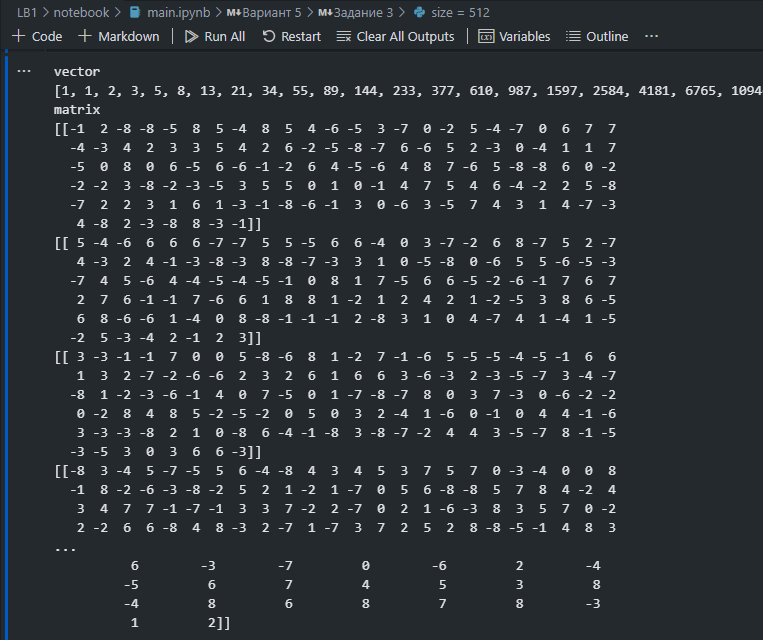 LB1 > notebook > main.ipynb > M↓Вариант 5 > M↓Задание 3 > size = 512
+ Code + Markdown | Run All Restart Clear All Outputs | Variables Outline ...
... vector
[1, 1, 2, 3, 5, 8, 13, 21, 34, 55, 89, 144, 233, 377, 610, 987, 1597, 2584, 4181, 6765, 1094
matrix
[[-1 2 -8 -8 -5 8 5 -4 8 5 4 -6 -5 3 -7 0 -2 5 -4 -7 0 6 7 7
-4 -3 4 2 3 3 5 4 2 6 -2 -5 -8 -7 6 -6 5 2 -3 0 -4 1 1 7
-5 0 8 0 6 -5 6 -6 -1 -2 6 4 -5 -6 4 8 7 -6 5 -8 -8 6 0 -2
-2 -2 3 -8 -2 -3 -5 3 5 5 0 1 0 -1 4 7 5 4 6 -4 -2 2 5 -8
-7 2 2 3 1 6 1 -3 -1 -8 -6 -1 3 0 -6 3 -5 7 4 3 1 4 -7 -3
4 -8 2 -3 -8 8 -3 -1]]
[[ 5 -4 -6 6 6 6 -7 -7 5 5 -5 6 6 -4 0 3 -7 -2 6 8 -7 5 2 -7
4 -3 2 4 -1 -3 -8 -3 8 -8 -7 -3 3 1 0 -5 -8 0 -6 5 5 -6 -5 -3
-7 4 5 -6 4 -4 -5 -4 -5 -1 0 8 1 7 -5 6 6 -5 -2 -6 -1 7 6 7
2 7 6 -1 -1 7 -6 6 1 8 8 1 -2 1 2 4 2 1 -2 -5 3 8 6 -5
6 8 -6 -6 1 -4 0 8 -8 -1 -1 -1 2 -8 3 1 0 4 -7 4 1 -4 1 -5
-2 5 -3 -4 2 -1 2 3]]
[[ 3 -3 -1 -1 7 0 0 5 -8 -6 8 1 -2 7 -1 -6 5 -5 -5 -4 -5 -1 6 6
1 3 2 -7 -2 -6 -6 2 3 2 6 1 6 6 3 -6 -3 2 -3 -5 -7 3 -4 -7
-8 1 -2 -3 -6 -1 4 0 7 -5 0 1 -7 -8 -7 8 0 3 7 -3 0 -6 -2 -2
0 -2 8 4 8 5 -2 -5 -2 0 5 0 3 2 -4 1 -6 0 -1 0 4 4 -1 -6
3 -3 -3 -8 2 1 0 -8 6 -4 -1 -8 3 -8 -7 -2 4 4 3 -5 -7 8 -1 -5
-3 -5 3 0 3 6 6 -3]]
[[-8 3 -4 5 -7 -5 5 6 -4 -8 4 3 4 5 3 7 5 7 0 -3 -4 0 0 8
-1 8 -2 -6 -3 -8 -2 5 2 1 -2 1 -7 0 5 6 -8 -8 5 7 8 4 -2 4
3 4 7 7 -1 -7 -1 3 3 7 -2 2 -7 0 2 1 -6 -3 8 3 5 7 0 -2
2 -2 6 6 -8 4 8 -3 2 -7 1 -7 3 7 2 5 2 8 -8 -5 -1 4 8 3
...
6 -3 -7 0 -6 2 -4
-5 6 7 4 5 3 8
-4 8 6 8 7 8 -3
1 2]]